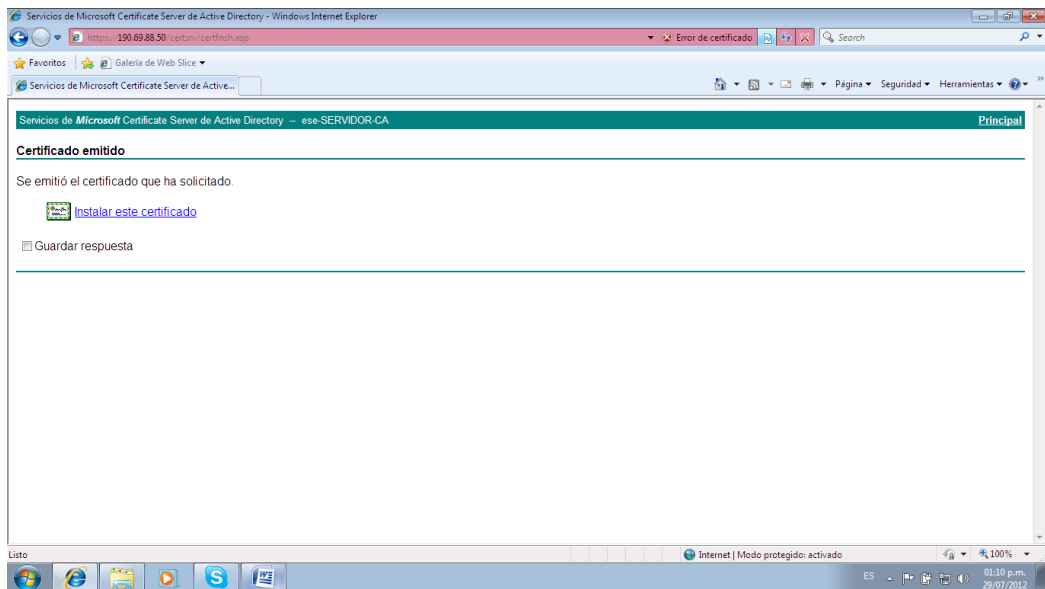 Servicios de Microsoft Certificate Server de Active Directory - Windows Internet Explorer
https://190.69.88.50/certsrv/certfnsh.asp
Error de certificado
Search
Favoritos
Galería de Web Slice
Servicios de Microsoft Certificate Server de Active...
Página
Seguridad
Herramientas
»
Servicios de Microsoft Certificate Server de Active Directory -- ese-SERVIDOR-CA
Principal
Certificado emitido
Se emitió el certificado que ha solicitado.
Instalar este certificado
Guardar respuesta
Listo
Internet | Modo protegido: activado
100%
ES
01:10 p.m.
29/07/2012